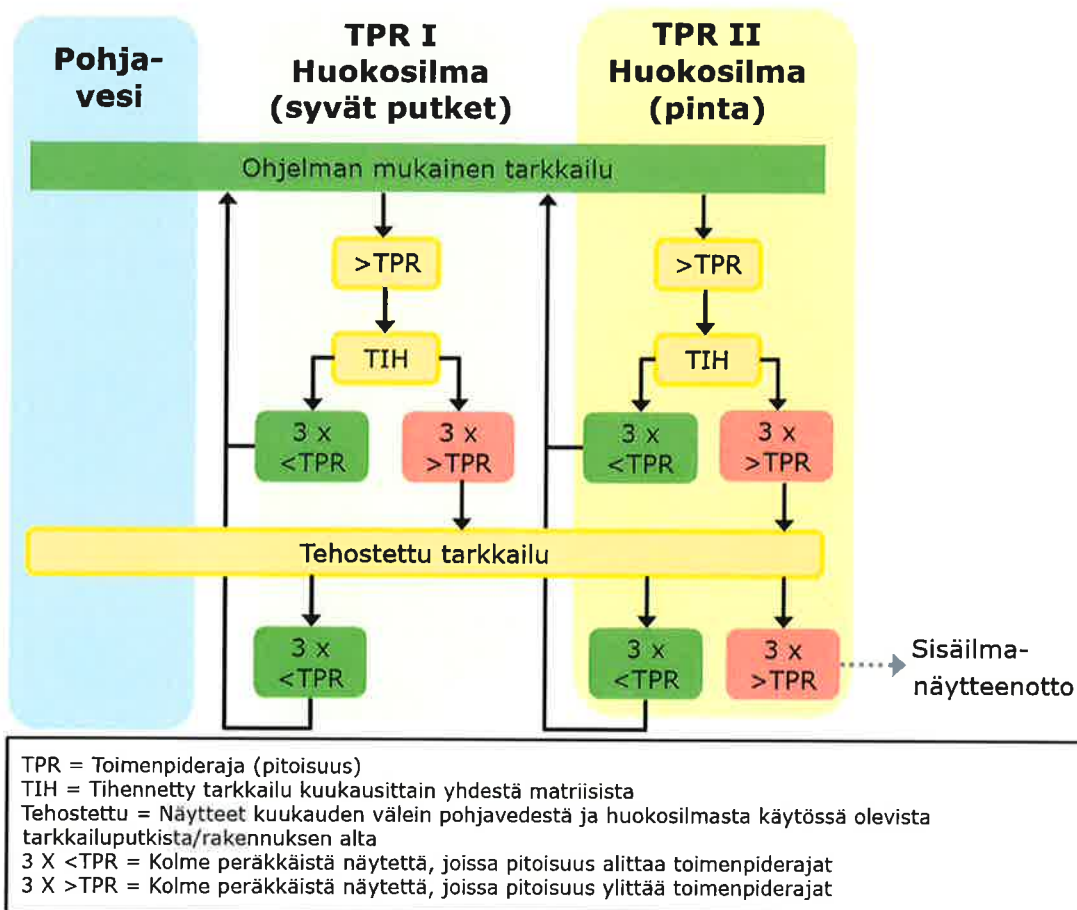 Pohja-
vesi
TPR I
Huokosilma
(syvät putket)
TPR II
Huokosilma
(pinta)
Ohjelman mukainen tarkkailu
>TPR
>TPR
TIH
TIH
3 x
<TPR
3 x
>TPR
3 x
<TPR
3 x
>TPR
Tehostettu tarkkailu
3 x
<TPR
3 x
<TPR
3 x
>TPR
Sisäilma-
näytteenotto
TPR = Toimenpideraja (pitoisuus)
TIH = Tihennetty tarkkailu kuukausittain yhdestä matriisista
Tehostettu = Näytteet kuukauden välein pohjavedestä ja huokosilmasta käytössä olevista
tarkkailuputkista/rakennuksen alta
3 X <TPR = Kolme peräkkäistä näytettä, joissa pitoisuus alittaa toimenpiderajat
3 X >TPR = Kolme peräkkäistä näytettä, joissa pitoisuus ylittää toimenpiderajat